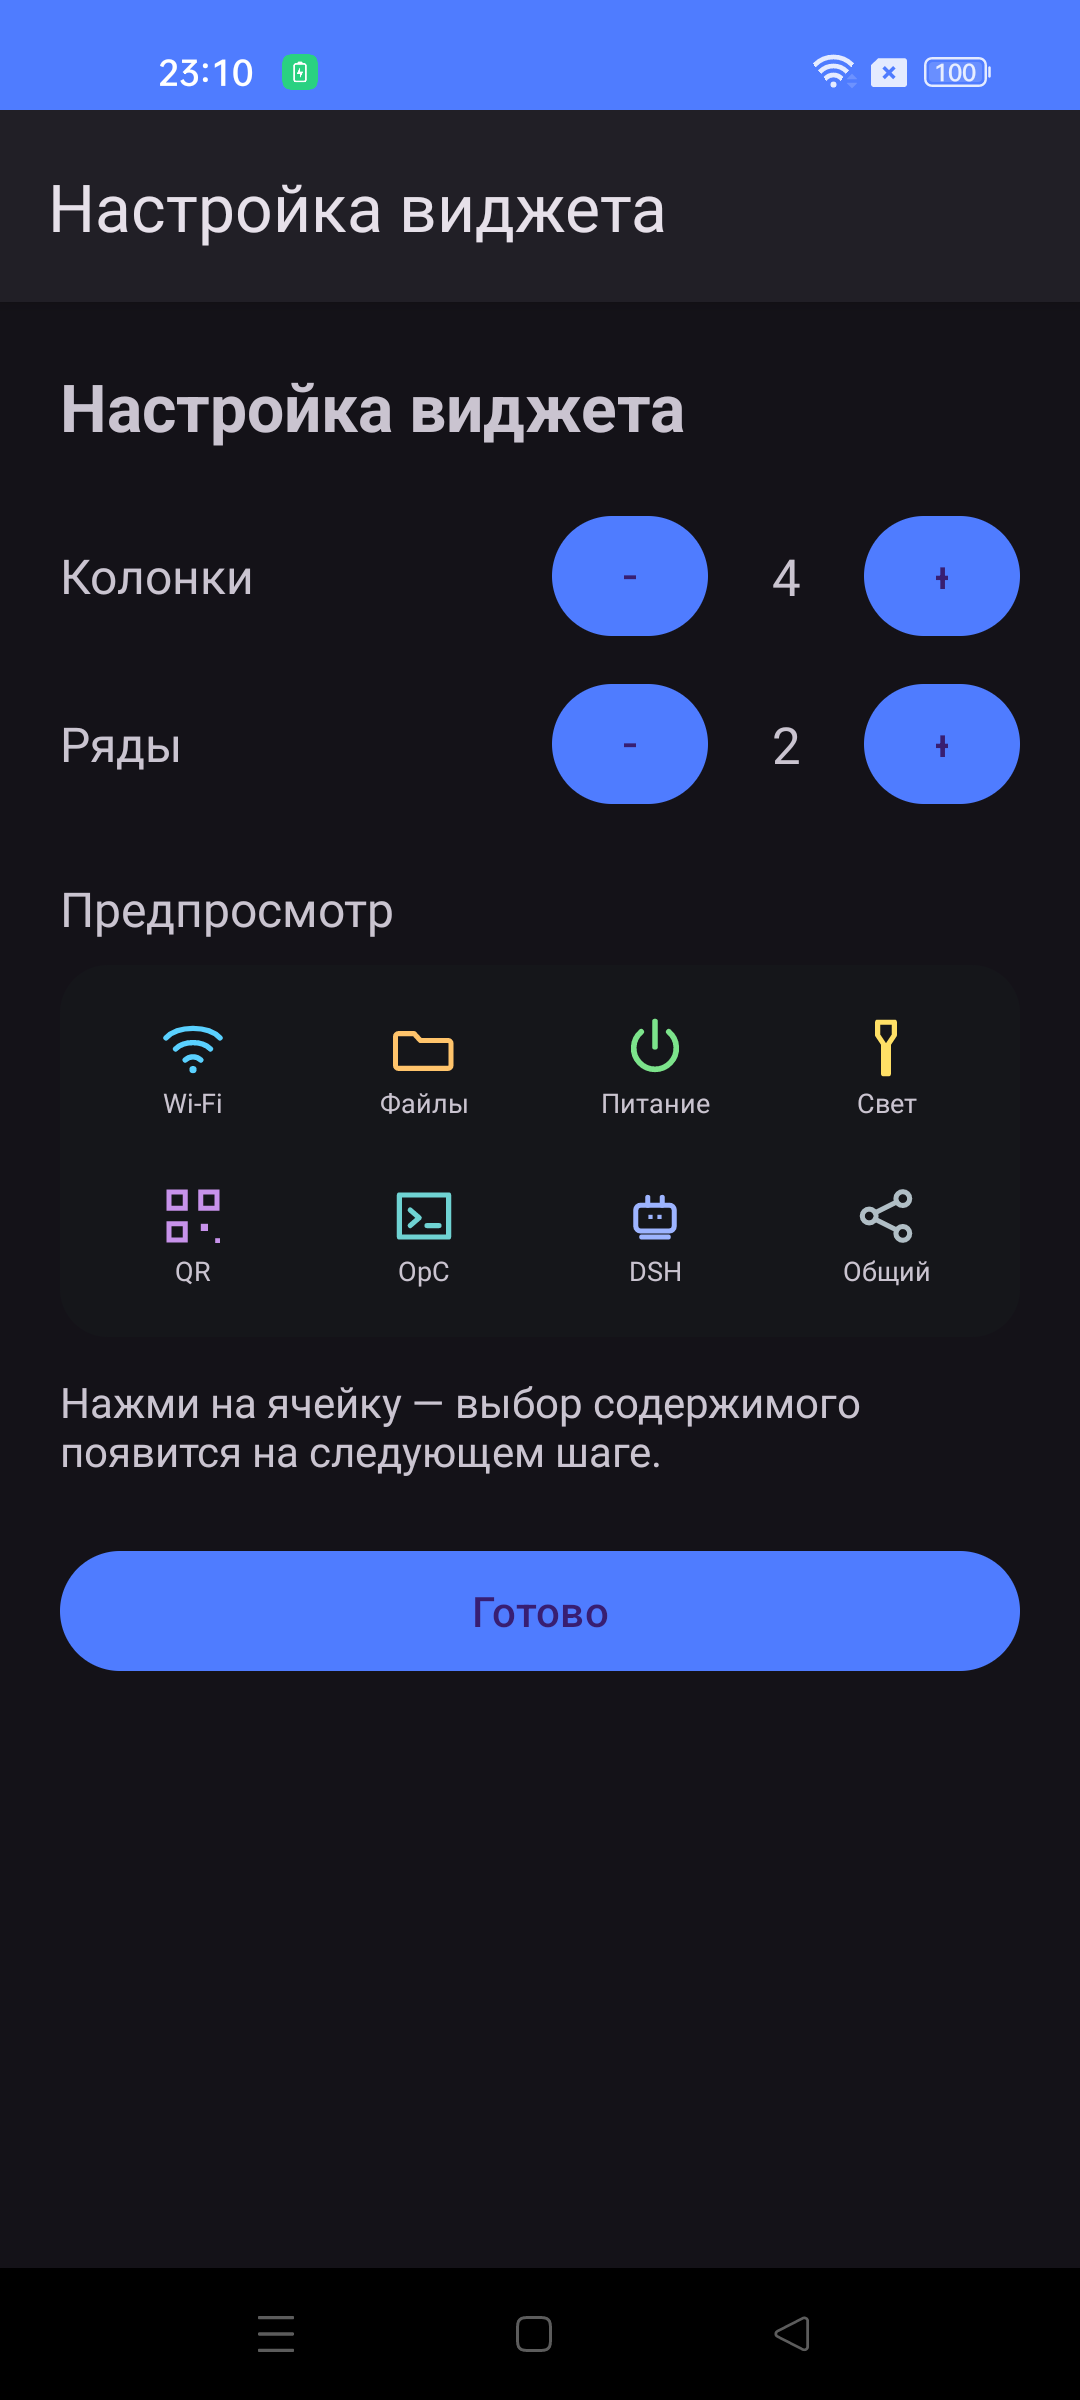 23:10
100
Настройка виджета
Настройка виджета
Колонки - 4 +
Ряды - 2 +
Предпросмотр
Wi-Fi Файлы Питание Свет
QR OpC DSH Общий
Нажми на ячейку — выбор содержимого
появится на следующем шаге.
Готово